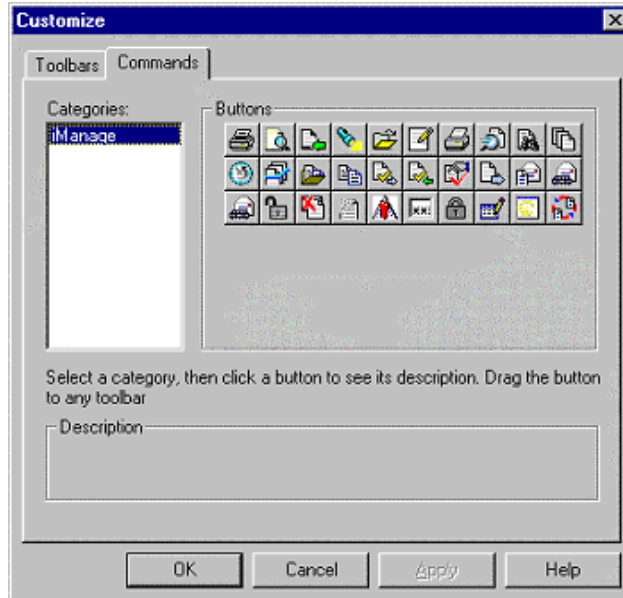 Customize
Toolbars
Commands
Categories:
iManage
Buttons
Select a category, then click a button to see its description. Drag the button
to any toolbar
Description
OK
Cancel
Apply
Help